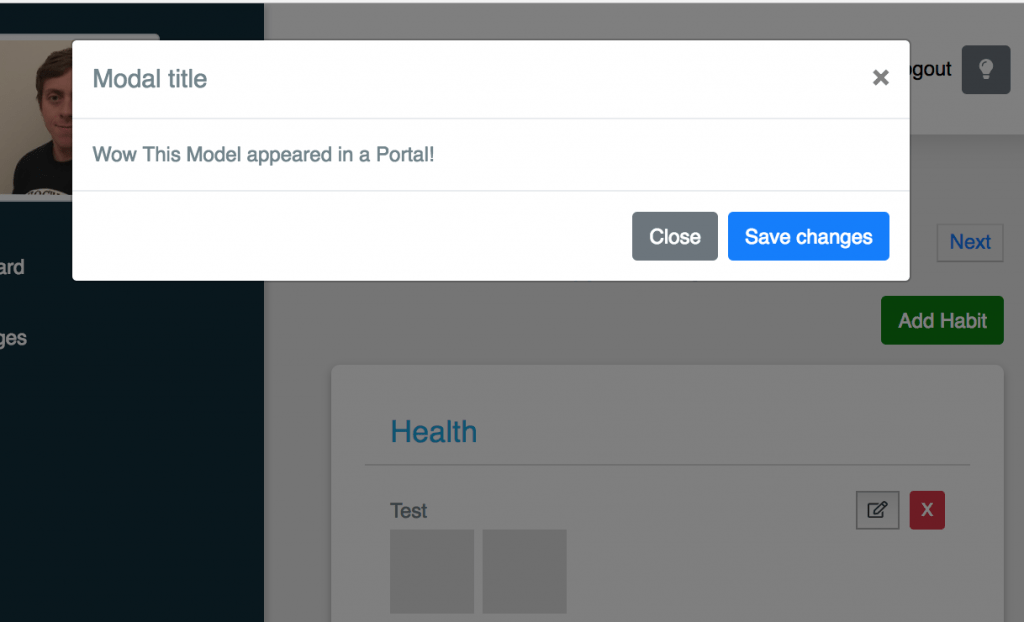 Modal title
×
ogout
Wow This Model appeared in a Portal!
Close
Save changes
Next
ard
Add Habit
ges
Health
Test
X